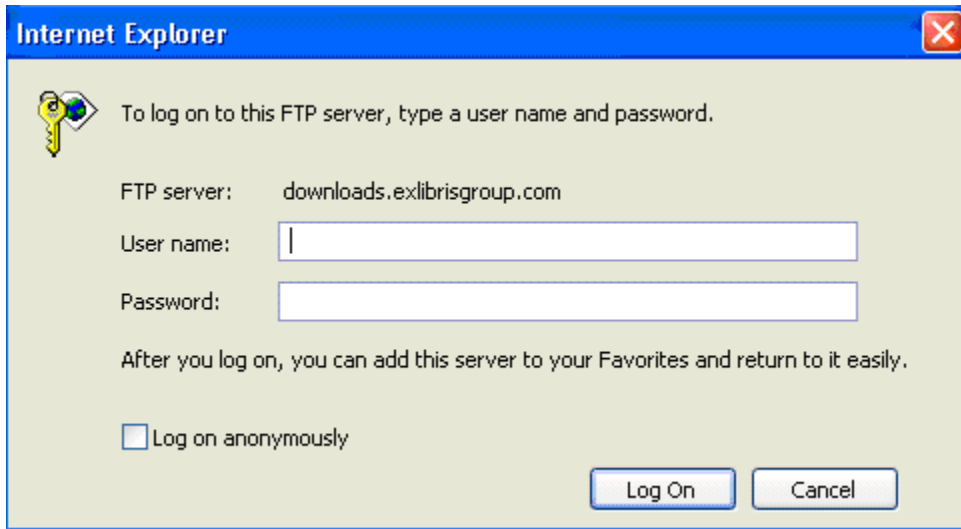 Internet Explorer
To log on to this FTP server, type a user name and password.
FTP server: downloads.exlibrisgroup.com
User name:
Password:
After you log on, you can add this server to your Favorites and return to it easily.
Log on anonymously
Log On Cancel